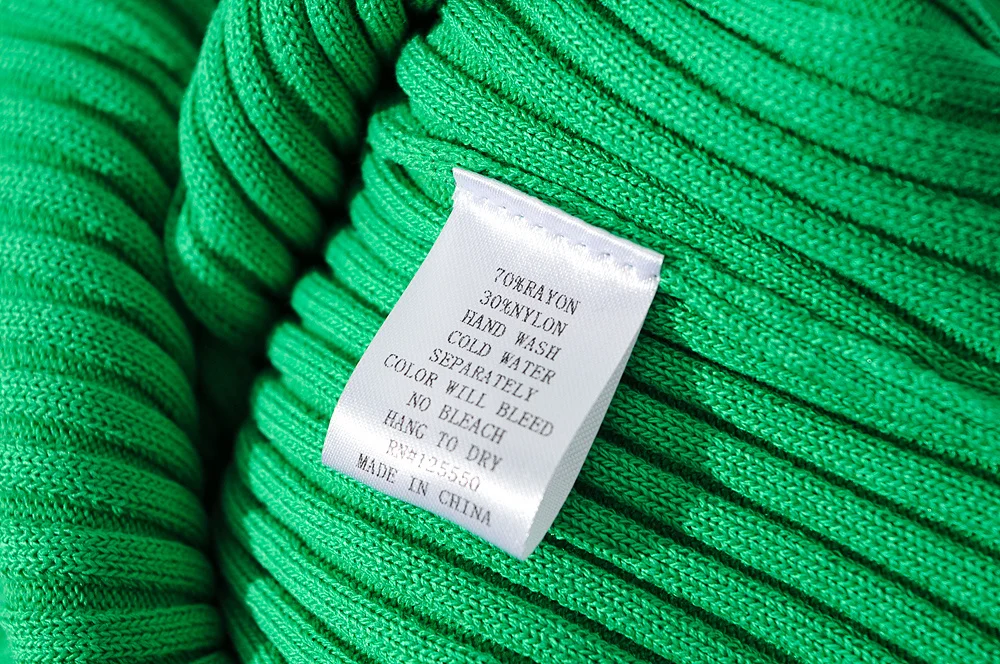 70%RAYON
30%NYLON
HAND WASH
COLD WATER
SEPARATELY
COLOR WILL BLEED
NO BLEACH
HANG TO DRY
RN#125550
MADE IN CHINA